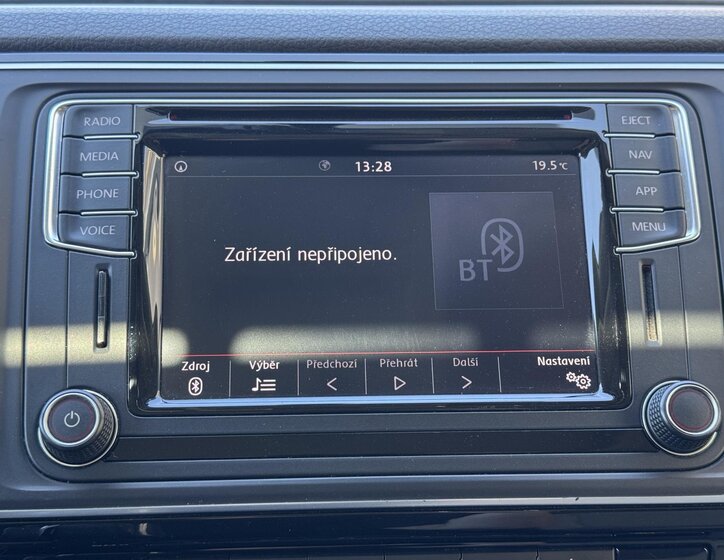 RADIO
MEDIA
PHONE
VOICE
EJECT
NAV
APP
MENU
13:28
19.5°C
Zařízení nepřipojeno.
BT
Zdroj Výběr Předchozí Přehrát Další Nastavení